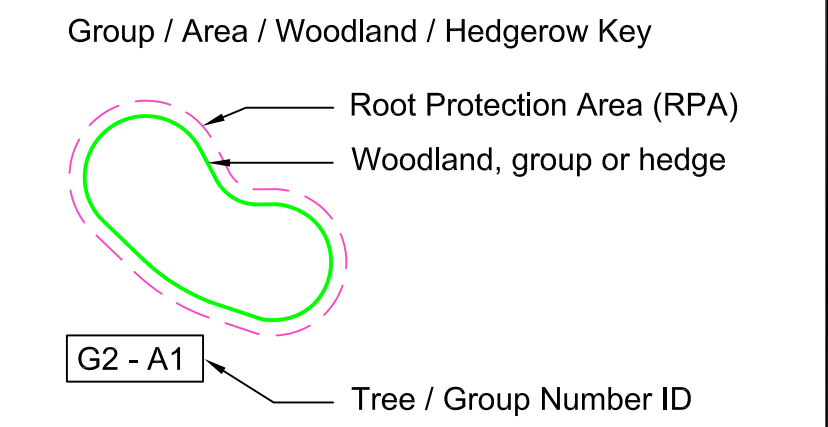 Group / Area / Woodland / Hedgerow Key
Root Protection Area (RPA)
Woodland, group or hedge
G2 - A1
Tree / Group Number ID